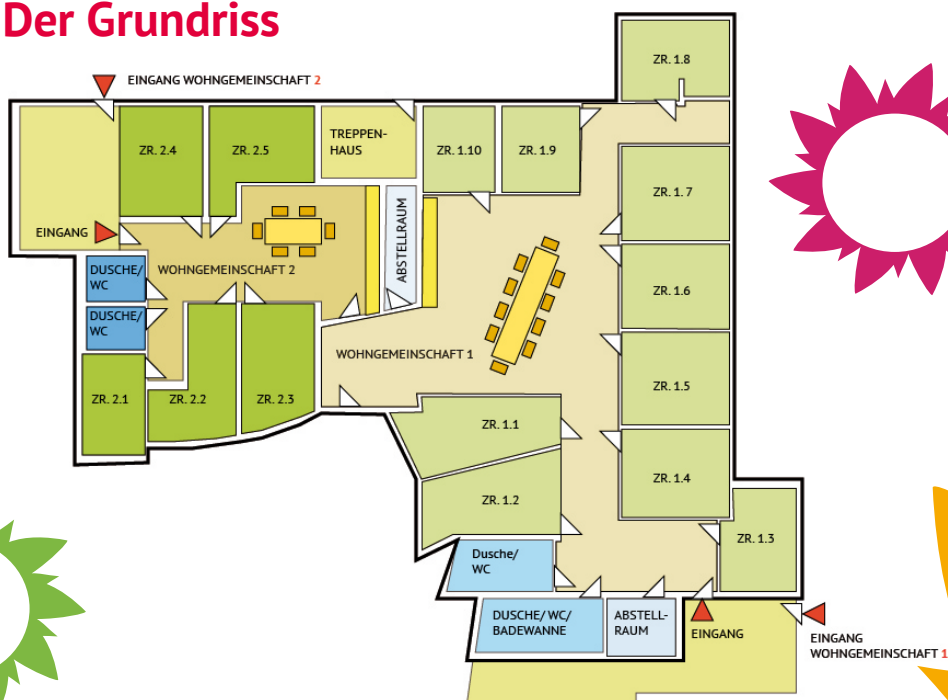 Der Grundriss
EINGANG WOHNGEMEINSCHAFT 2
ZR. 1.8
ZR. 2.4
ZR. 2.5
TREPPEN-
HAUS
ZR. 1.10
ZR. 1.9
ZR. 1.7
EINGANG
ABSTELLRAUM
DUSCHE/
WC
WOHNGEMEINSCHAFT 2
ZR. 1.6
DUSCHE/
WC
WOHNGEMEINSCHAFT 1
ZR. 1.5
ZR. 2.1
ZR. 2.2
ZR. 2.3
ZR. 1.1
ZR. 1.4
ZR. 1.2
ZR. 1.3
Dusche/
WC
DUSCHE/ WC/
BADEWANNE
ABSTELL-
RAUM
EINGANG
EINGANG
WOHNGEMEINSCHAFT 1